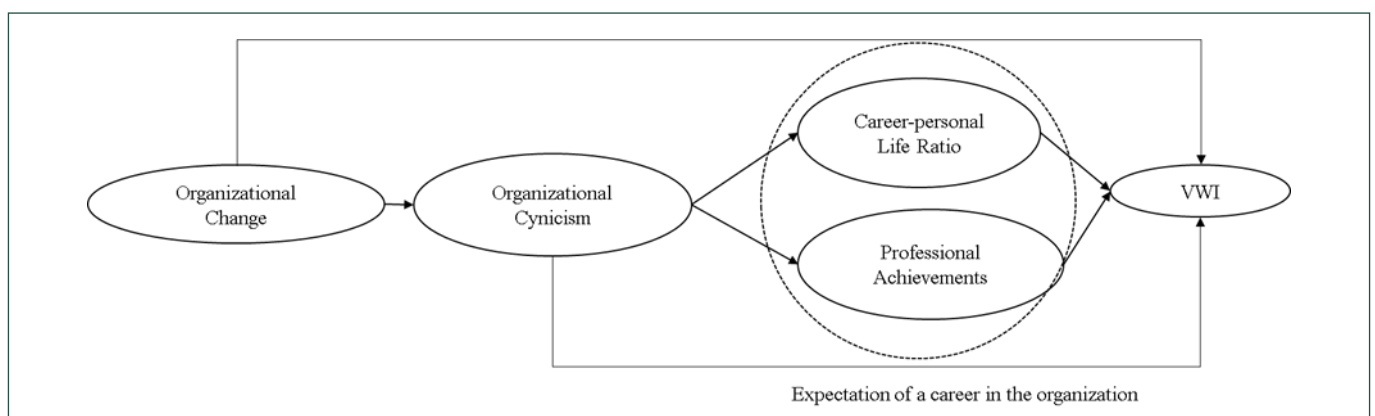 Organizational
Change
Organizational
Cynicism
Career-personal
Life Ratio
Professional
Achievements
VWI
Expectation of a career in the organization